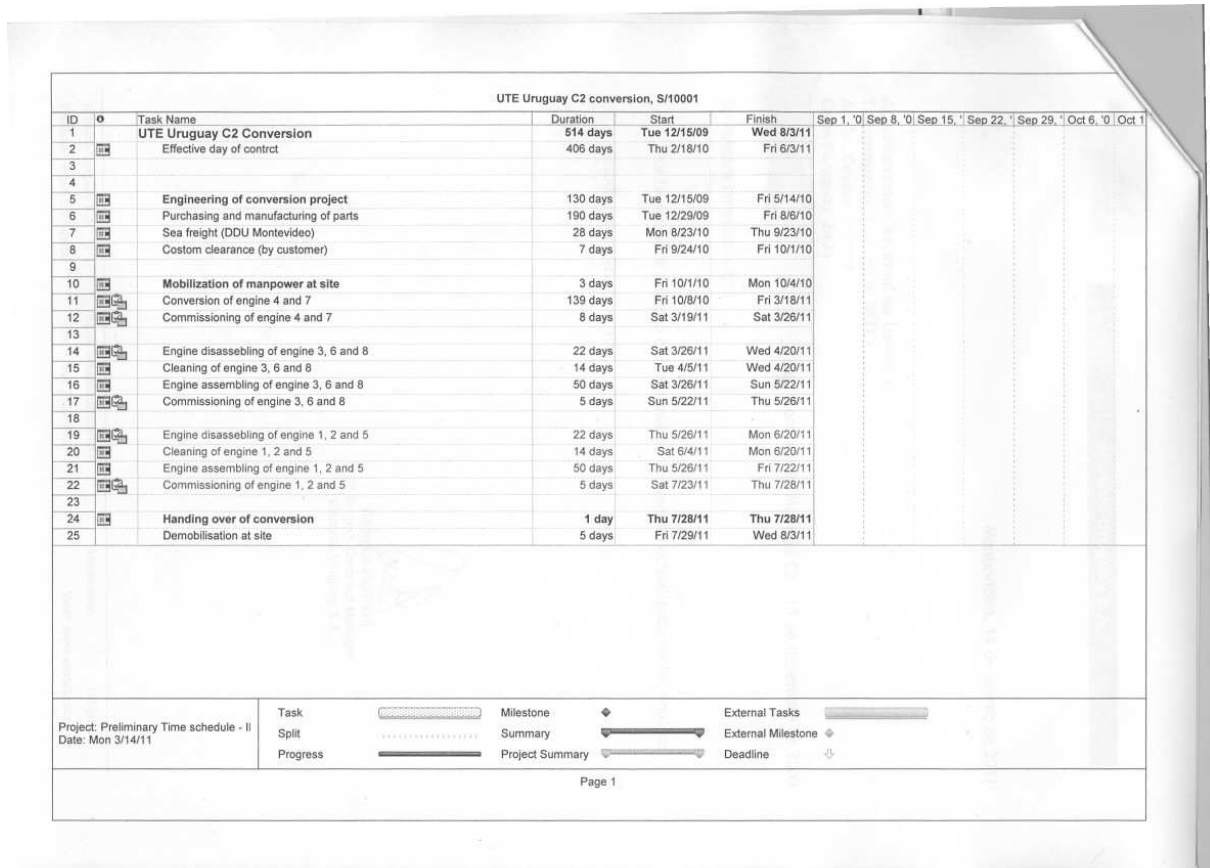 UTE Uruguay C2 conversion, S/10001
ID Task Name Duration Start Finish Sep 1, '0 Sep 8, '0 Sep 15, ' Sep 22, ' Sep 29, ' Oct 6, '0 Oct 1
1 UTE Uruguay C2 Conversion 514 days Tue 12/15/09 Wed 8/3/11
2 Effective day of contrct 406 days Thu 2/18/10 Fri 6/3/11
3
4
5 Engineering of conversion project 130 days Tue 12/15/09 Fri 5/14/10
6 Purchasing and manufacturing of parts 190 days Tue 12/29/09 Fri 8/6/10
7 Sea freight (DDU Montevideo) 28 days Mon 8/23/10 Thu 9/23/10
8 Costom clearance (by customer) 7 days Fri 9/24/10 Fri 10/1/10
9
10 Mobilization of manpower at site 3 days Fri 10/1/10 Mon 10/4/10
11 Conversion of engine 4 and 7 139 days Fri 10/8/10 Fri 3/18/11
12 Commissioning of engine 4 and 7 8 days Sat 3/19/11 Sat 3/26/11
13
14 Engine disassebling of engine 3, 6 and 8 22 days Sat 3/26/11 Wed 4/20/11
15 Cleaning of engine 3, 6 and 8 14 days Tue 4/5/11 Wed 4/20/11
16 Engine assembling of engine 3, 6 and 8 50 days Sat 3/26/11 Sun 5/22/11
17 Commissioning of engine 3, 6 and 8 5 days Sun 5/22/11 Thu 5/26/11
18
19 Engine disassebling of engine 1, 2 and 5 22 days Thu 5/26/11 Mon 6/20/11
20 Cleaning of engine 1, 2 and 5 14 days Sat 6/4/11 Mon 6/20/11
21 Engine assembling of engine 1, 2 and 5 50 days Thu 5/26/11 Fri 7/22/11
22 Commissioning of engine 1, 2 and 5 5 days Sat 7/23/11 Thu 7/28/11
23
24 Handing over of conversion 1 day Thu 7/28/11 Thu 7/28/11
25 Demobilisation at site 5 days Fri 7/29/11 Wed 8/3/11
Project: Preliminary Time schedule - II
Date: Mon 3/14/11
Task Milestone External Tasks
Split Summary External Milestone
Progress Project Summary Deadline
Page 1